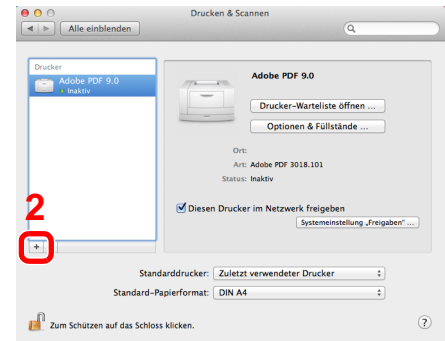 Drucken & Scannen
Alle einblenden
Drucker
Adobe PDF 9.0
Inaktiv
Adobe PDF 9.0
Drucker-Warteliste öffnen ...
Optionen & Füllstände ...
Ort:
Art: Adobe PDF 3018.101
Status: Inaktiv
Diesen Drucker im Netzwerk freigeben
Systemeinstellung „Freigaben“ ...
2
+
Standarddrucker: Zuletzt verwendeter Drucker
Standard-Papierformat: DIN A4
Zum Schützen auf das Schloss klicken.
?